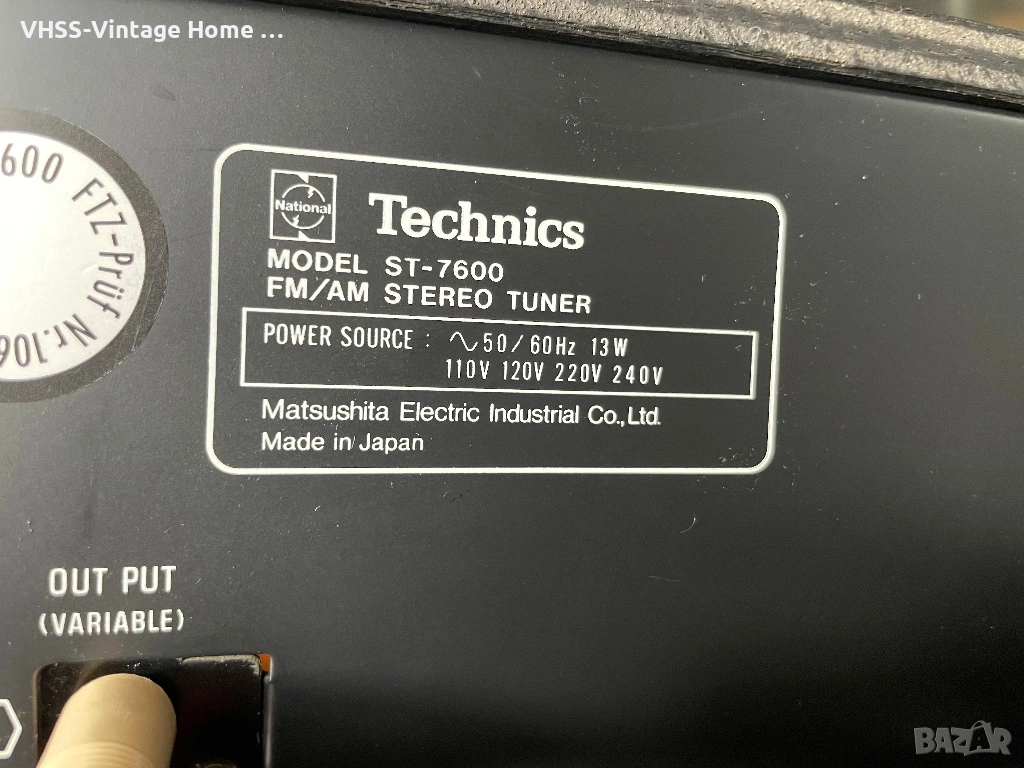 VHSS-Vintage Home ...
600 FTZ-Prüf Nr.106
National
Technics
MODEL ST-7600
FM/AM STEREO TUNER
POWER SOURCE : ∿50/60Hz 13W
110V 120V 220V 240V
Matsushita Electric Industrial Co.,Ltd.
Made in Japan
OUT PUT
(VARIABLE)
BAZAR